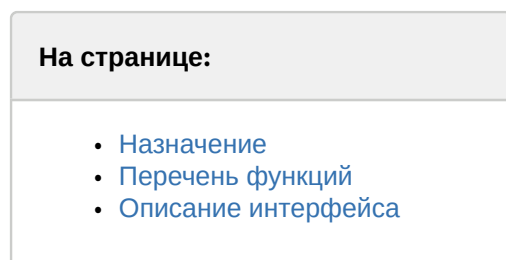 На странице:
• Назначение
• Перечень функций
• Описание интерфейса